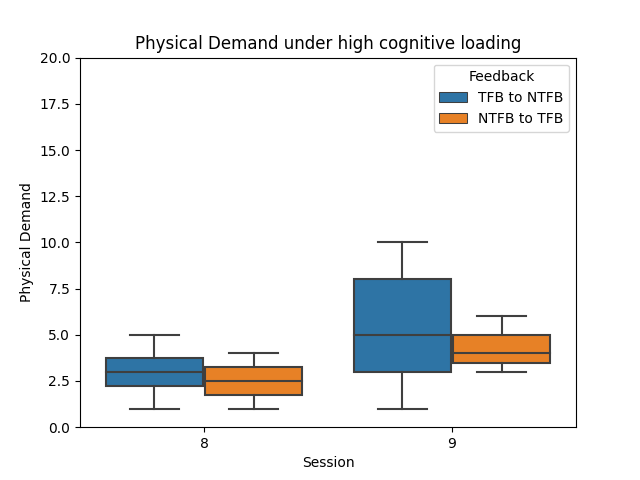 Physical Demand under high cognitive loading
Feedback
TFB to NTFB
NTFB to TFB
Physical Demand
20.0
17.5
15.0
12.5
10.0
7.5
5.0
2.5
0.0
8
9
Session